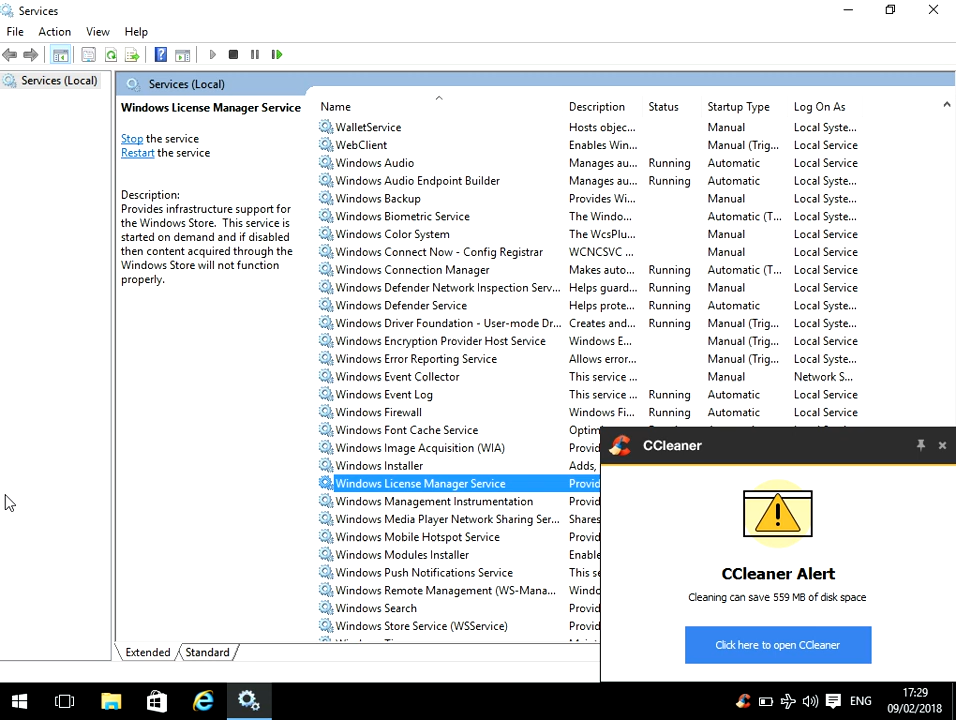 Services
File Action View Help
Services (Local)
Services (Local)
Windows License Manager Service
Stop the service
Restart the service
Description:
Provides infrastructure support for
the Windows Store. This service is
started on demand and if disabled
then content acquired through the
Windows Store will not function
properly.
Name Description Status Startup Type Log On As
WalletService Hosts objec... Manual Local Syste...
WebClient Enables Win... Manual (Trig... Local Service
Windows Audio Manages au... Running Automatic Local Service
Windows Audio Endpoint Builder Manages au... Running Automatic Local Syste...
Windows Backup Provides Wi... Manual Local Syste...
Windows Biometric Service The Windo... Automatic (T... Local Syste...
Windows Color System The WcsPlu... Manual Local Service
Windows Connect Now - Config Registrar WCNCSVC ... Manual Local Service
Windows Connection Manager Makes auto... Running Automatic (T... Local Service
Windows Defender Network Inspection Serv... Helps guard... Running Manual Local Service
Windows Defender Service Helps prote... Running Automatic Local Syste...
Windows Driver Foundation - User-mode Dr... Creates and... Running Manual (Trig... Local Syste...
Windows Encryption Provider Host Service Windows E... Manual (Trig... Local Service
Windows Error Reporting Service Allows error... Manual (Trig... Local Syste...
Windows Event Collector This service ... Manual Network S...
Windows Event Log This service ... Running Automatic Local Service
Windows Firewall Windows Fi... Running Automatic Local Service
Windows Font Cache Service Optim
Windows Image Acquisition (WIA) Provid
Windows Installer Adds,
Windows License Manager Service Provid
Windows Management Instrumentation Provid
Windows Media Player Network Sharing Ser... Shares
Windows Mobile Hotspot Service Provid
Windows Modules Installer Enable
Windows Push Notifications Service This se
Windows Remote Management (WS-Mana... Windo
Windows Search Provid
Windows Store Service (WSService) Provid
Extended Standard
CCleaner
CCleaner Alert
Cleaning can save 559 MB of disk space
Click here to open CCleaner
ENG
17:29
09/02/2018